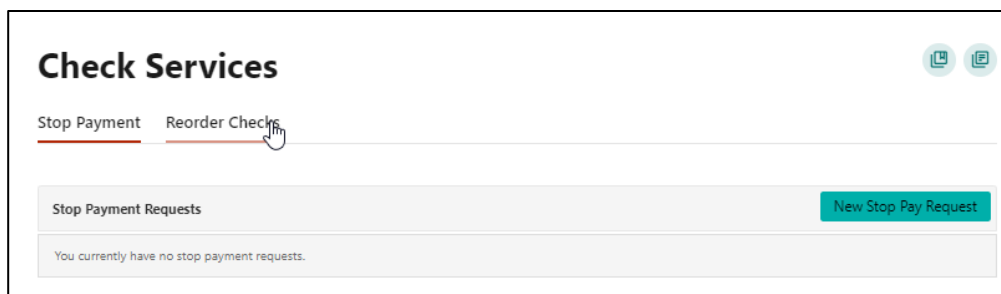 Check Services
Stop Payment Reorder Checks
Stop Payment Requests New Stop Pay Request
You currently have no stop payment requests.